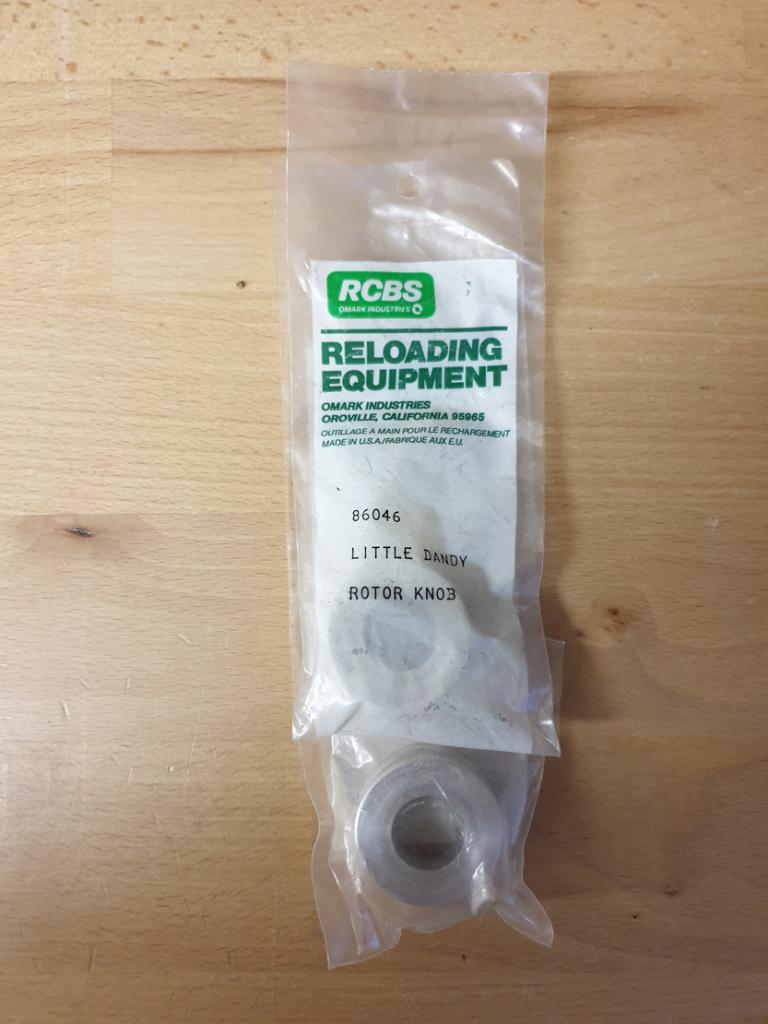 RCBS
OMARK INDUSTRIES
RELOADING
EQUIPMENT
OMARK INDUSTRIES
OROVILLE, CALIFORNIA 95965
OUTILLAGE A MAIN POUR LE RECHARGEMENT
MADE IN U.S.A./FABRIQUE AUX E.U.
86046
LITTLE DANDY
ROTOR KNOB